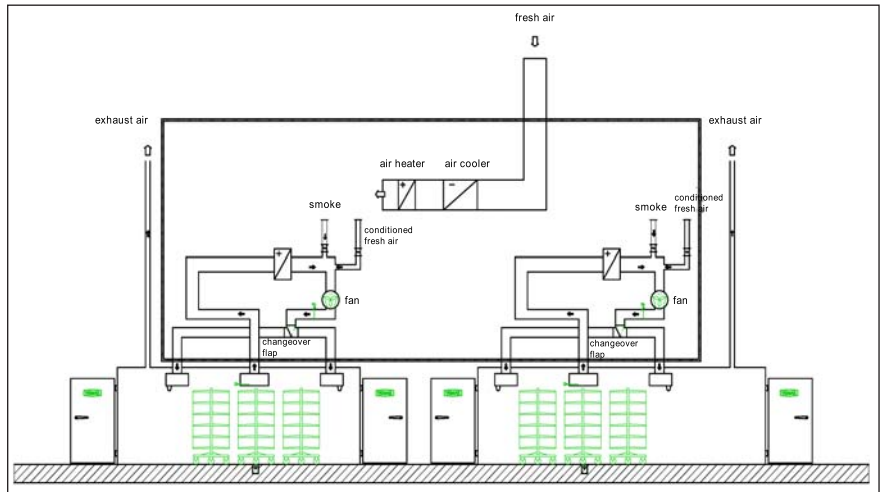 fresh air
exhaust air
exhaust air
air heater
air cooler
+
−
smoke
conditioned
fresh air
smoke
conditioned
fresh air
+
+
fan
fan
changeover
flap
changeover
flap